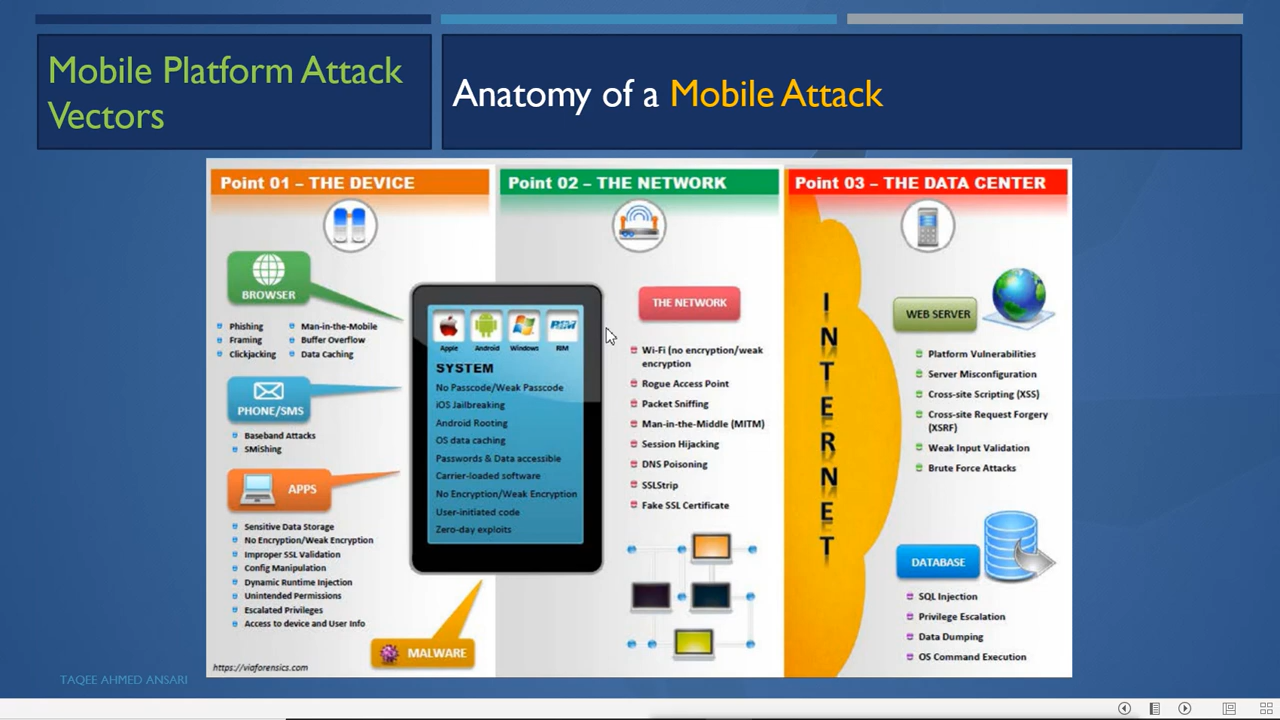 Mobile Platform Attack
Vectors
Anatomy of a Mobile Attack
Point 01 – THE DEVICE
BROWSER
Phishing
Framing
Clickjacking
Man-in-the-Mobile
Buffer Overflow
Data Caching
PHONE/SMS
Baseband Attacks
SMiShing
APPS
Sensitive Data Storage
No Encryption/Weak Encryption
Improper SSL Validation
Config Manipulation
Dynamic Runtime Injection
Unintended Permissions
Escalated Privileges
Access to device and User Info
MALWARE
https://viaforensics.com
RIM
Apple Android Windows RIM
SYSTEM
No Passcode/Weak Passcode
iOS Jailbreaking
Android Rooting
OS data caching
Passwords & Data accessible
Carrier-loaded software
No Encryption/Weak Encryption
User-initiated code
Zero-day exploits
Point 02 – THE NETWORK
THE NETWORK
Wi-Fi (no encryption/weak
encryption
Rogue Access Point
Packet Sniffing
Man-in-the-Middle (MITM)
Session Hijacking
DNS Poisoning
SSLStrip
Fake SSL Certificate
Point 03 – THE DATA CENTER
INTERNET
WEB SERVER
Platform Vulnerabilities
Server Misconfiguration
Cross-site Scripting (XSS)
Cross-site Request Forgery
(XSRF)
Weak Input Validation
Brute Force Attacks
DATABASE
SQL Injection
Privilege Escalation
Data Dumping
OS Command Execution
TAQEE AHMED ANSARI